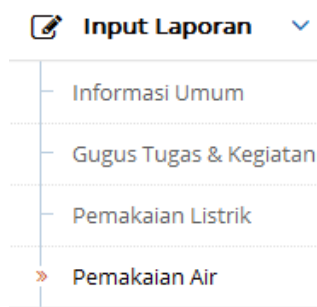 Input Laporan
Informasi Umum
Gugus Tugas & Kegiatan
Pemakaian Listrik
Pemakaian Air